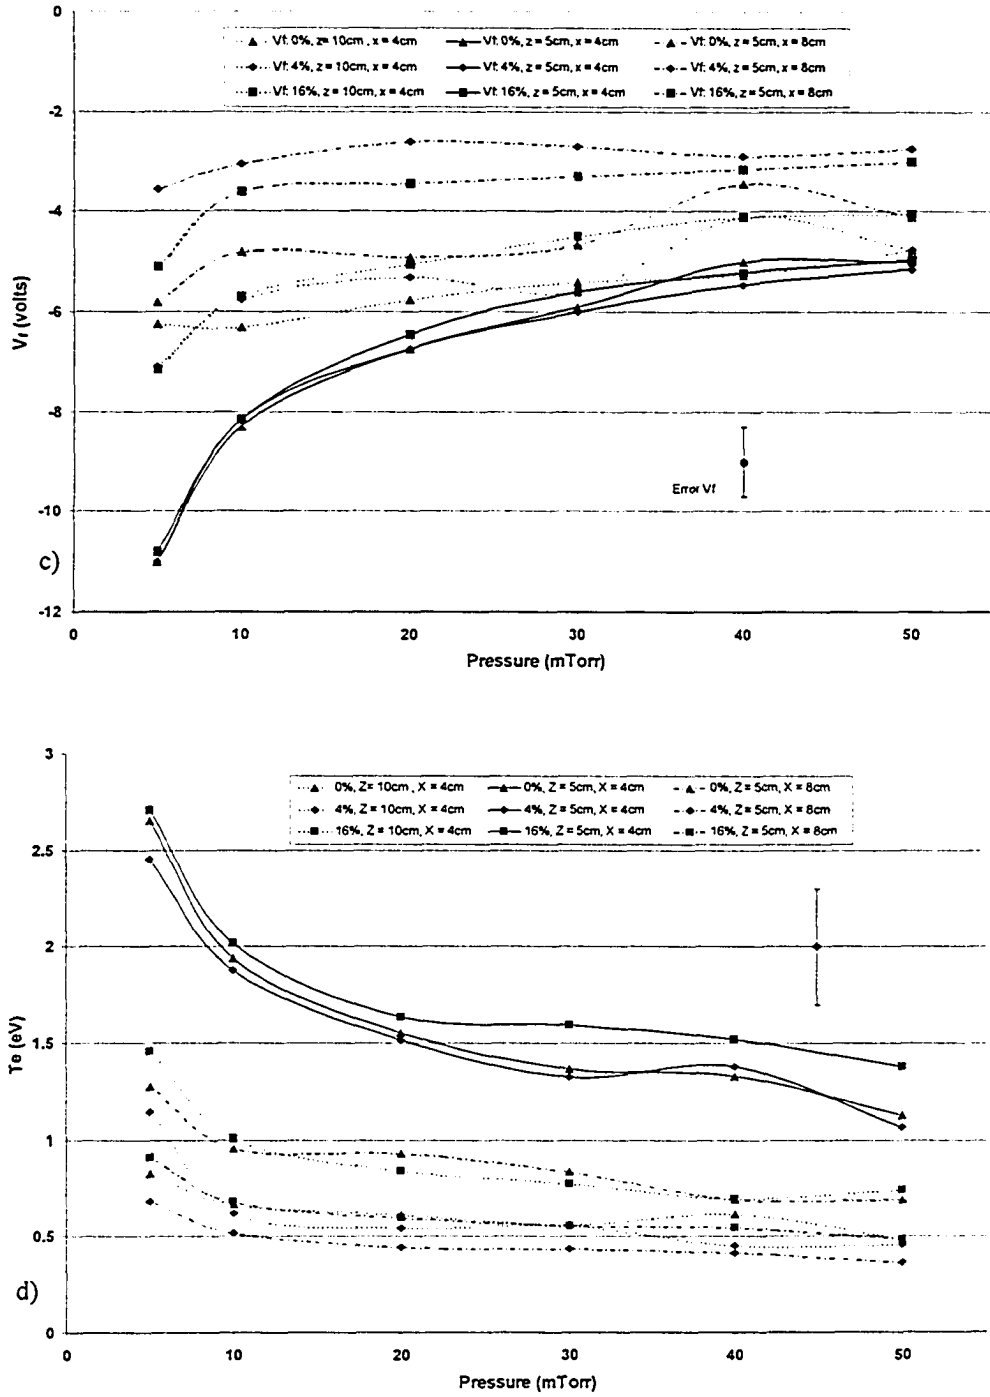 0
Vf: 0%, z = 10cm, x = 4cm Vf: 0%, z = 5cm, x = 4cm Vf: 0%, z = 5cm, x = 8cm
Vf: 4%, z = 10cm, x = 4cm Vf: 4%, z = 5cm, x = 4cm Vf: 4%, z = 5cm, x = 8cm
Vf: 16%, z = 10cm, x = 4cm Vf: 16%, z = 5cm, x = 4cm Vf: 16%, z = 5cm, x = 8cm
-2
-4
-6
-8
-10
-12
Vf (volts)
Error Vf
c)
0 10 20 30 40 50
Pressure (mTorr)
3
0%, Z = 10cm, X = 4cm 0%, Z = 5cm, X = 4cm 0%, Z = 5cm, X = 8cm
4%, Z = 10cm, X = 4cm 4%, Z = 5cm, X = 4cm 4%, Z = 5cm, X = 8cm
16%, Z = 10cm, X = 4cm 16%, Z = 5cm, X = 4cm 16%, Z = 5cm, X = 8cm
2.5
2
1.5
1
0.5
0
Te (eV)
d)
0 10 20 30 40 50
Pressure (mTorr)